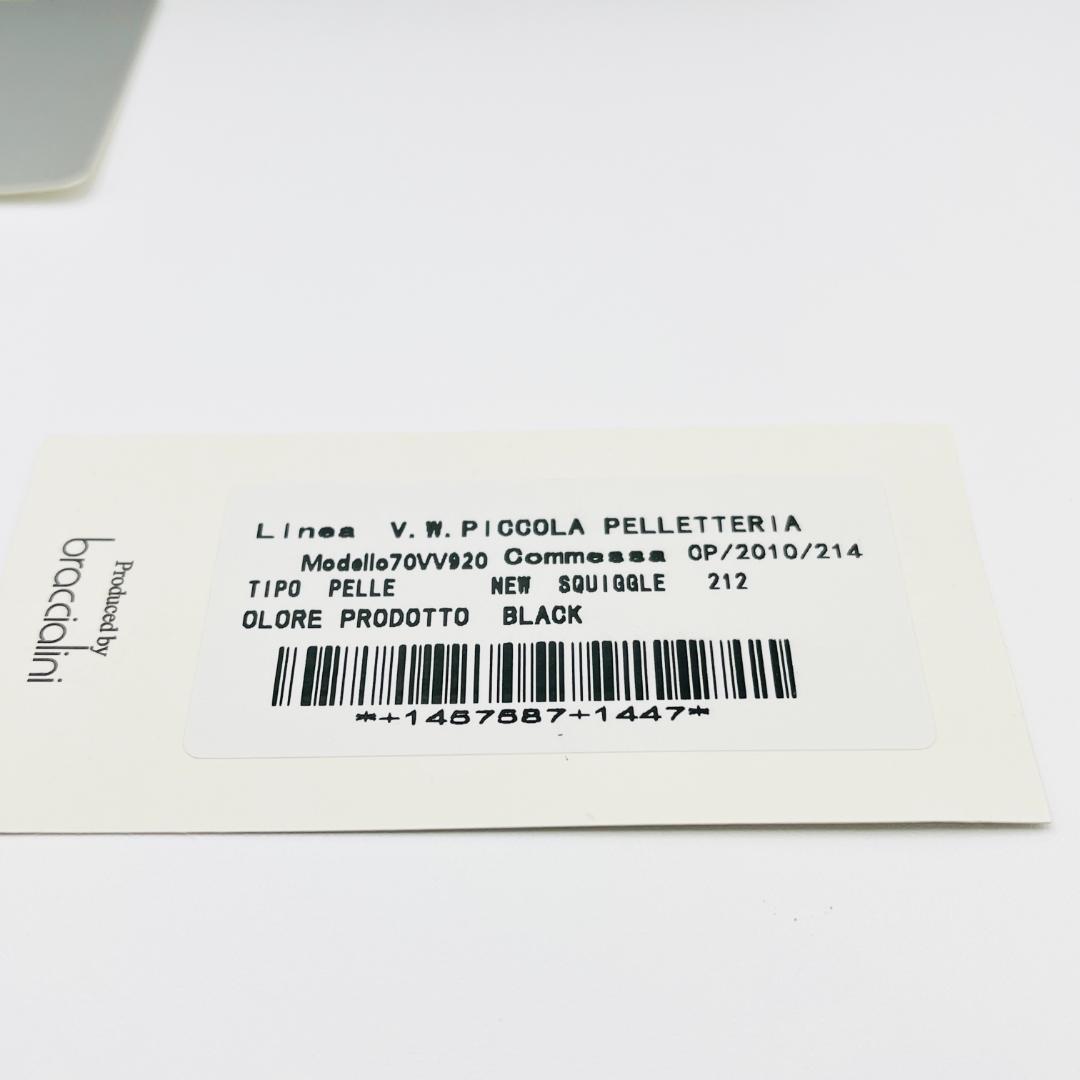 Linea V.W.PICCOLA PELLETTERIA
Modello70VV920 Commessa OP/2010/214
TIPO PELLE NEW SQUIGGLE 212
OLORE PRODOTTO BLACK
*+1457587+1447*
Produced by
braccialini